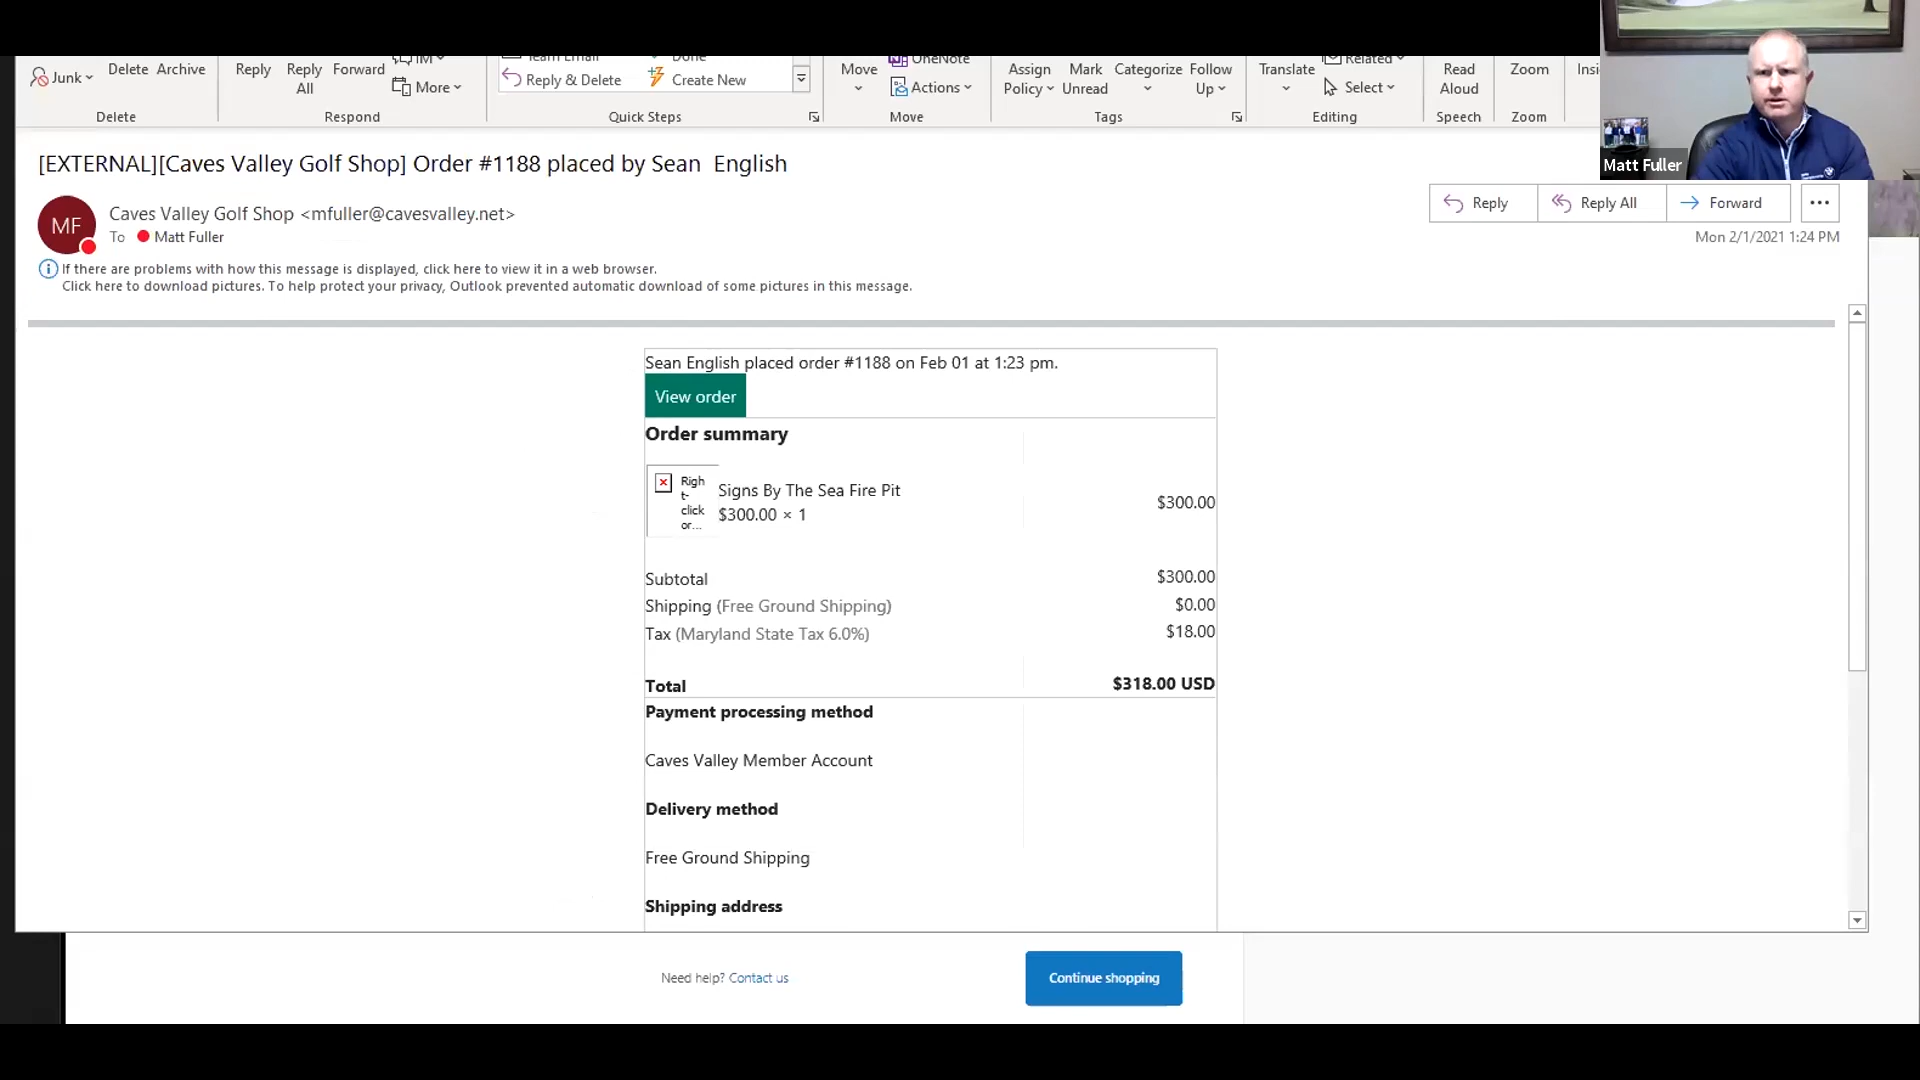 Junk
Delete
Archive
Reply
Reply
All
Forward
IM
More
Team Email
Done
Reply & Delete
Create New
Move
OneNote
Actions
Assign
Policy
Mark
Unread
Categorize
Follow
Up
Translate
Related
Select
Read
Aloud
Zoom
Delete
Respond
Quick Steps
Move
Tags
Editing
Speech
Zoom
Matt Fuller
[EXTERNAL][Caves Valley Golf Shop] Order #1188 placed by Sean English
MF
Caves Valley Golf Shop <mfuller@cavesvalley.net>
To Matt Fuller
Reply
Reply All
Forward
Mon 2/1/2021 1:24 PM
If there are problems with how this message is displayed, click here to view it in a web browser.
Click here to download pictures. To help protect your privacy, Outlook prevented automatic download of some pictures in this message.
Sean English placed order #1188 on Feb 01 at 1:23 pm.
View order
Order summary
Righ
t-
click
or...
Signs By The Sea Fire Pit
$300.00 × 1
$300.00
Subtotal $300.00
Shipping (Free Ground Shipping) $0.00
Tax (Maryland State Tax 6.0%) $18.00
Total $318.00 USD
Payment processing method
Caves Valley Member Account
Delivery method
Free Ground Shipping
Shipping address
Need help? Contact us
Continue shopping